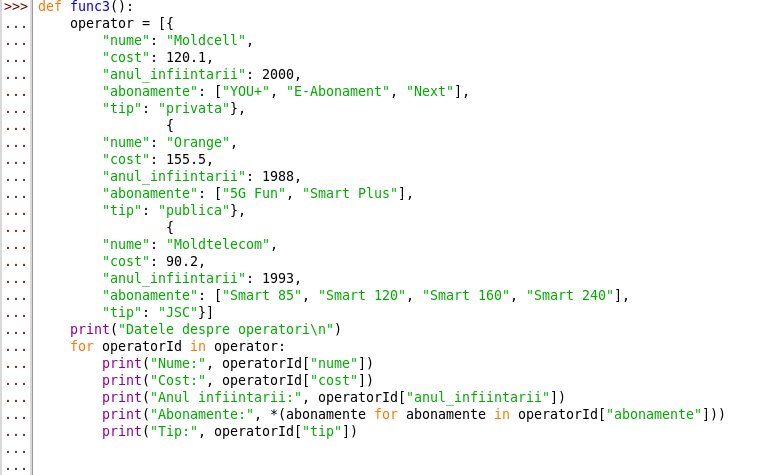 >>> def func3():
...     operator = [{
...         "nume": "Moldcell",
...         "cost": 120.1,
...         "anul_infiintarii": 2000,
...         "abonamente": ["YOU+", "E-Abonament", "Next"],
...         "tip": "privata"},
...                 {
...         "nume": "Orange",
...         "cost": 155.5,
...         "anul_infiintarii": 1988,
...         "abonamente": ["5G Fun", "Smart Plus"],
...         "tip": "publica"},
...                 {
...         "nume": "Moldtelecom",
...         "cost": 90.2,
...         "anul_infiintarii": 1993,
...         "abonamente": ["Smart 85", "Smart 120", "Smart 160", "Smart 240"],
...         "tip": "JSC"}]
...     print("Datele despre operatori\n")
...     for operatorId in operator:
...         print("Nume:", operatorId["nume"])
...         print("Cost:", operatorId["cost"])
...         print("Anul infiintarii:", operatorId["anul_infiintarii"])
...         print("Abonamente:", *(abonamente for abonamente in operatorId["abonamente"]))
...         print("Tip:", operatorId["tip"])
...
...